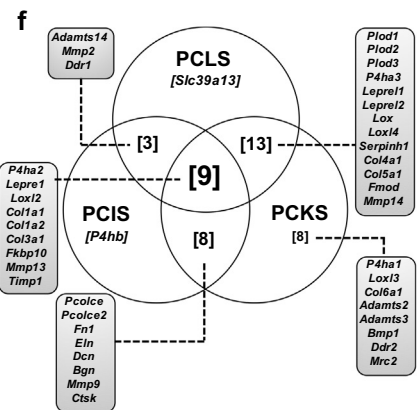 f
Adamts14
Mmp2
Ddr1
PCLS
[Slc39a13]
Plod1
Plod2
Plod3
P4ha3
Leprel1
Leprel2
Lox
Loxl4
Serpinh1
Col4a1
Col5a1
Fmod
Mmp14
[3]
[13]
[9]
P4ha2
Lepre1
Loxl2
Col1a1
Col1a2
Col3a1
Fkbp10
Mmp13
Timp1
PCIS
[P4hb]
[8]
PCKS
[8]
Pcolce
Pcolce2
Fn1
Eln
Dcn
Bgn
Mmp9
Ctsk
P4ha1
Loxl3
Col6a1
Adamts2
Adamts3
Bmp1
Ddr2
Mrc2